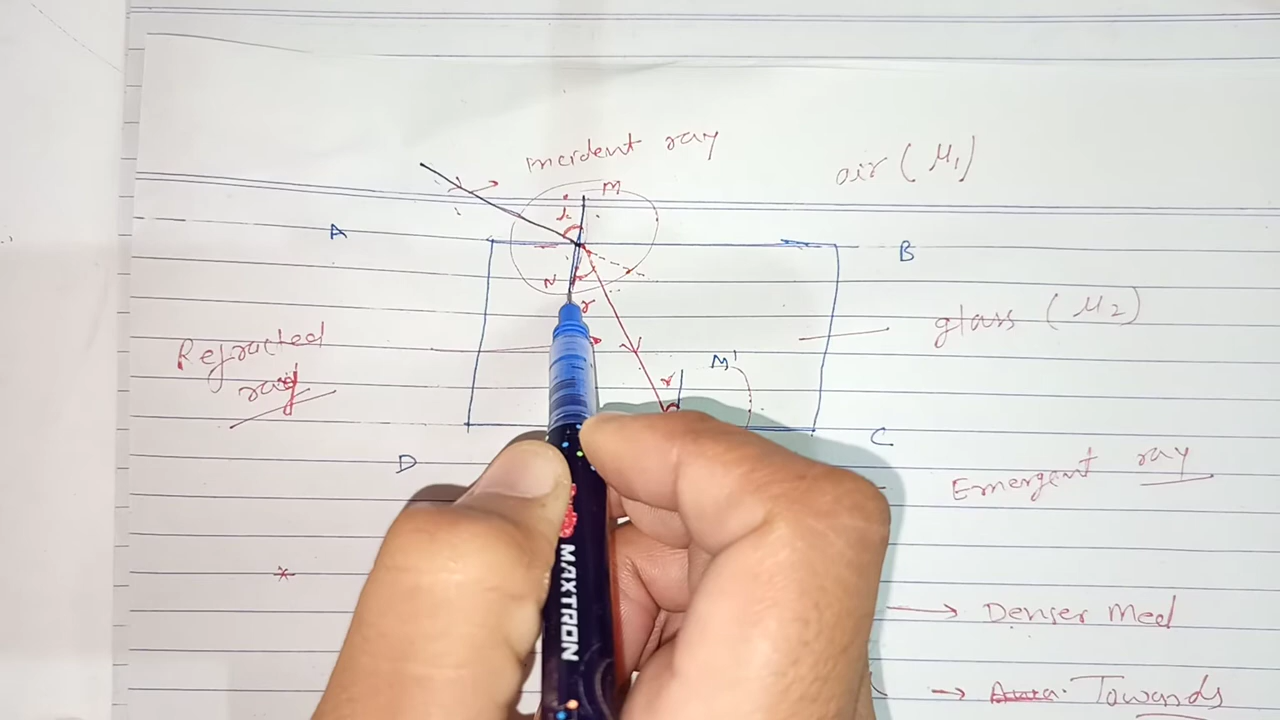 incident ray
air (μ₁)
M
i
A
B
N
r
glass (μ₂)
Refracted
ray
M'
r
C
D
Emergent ray
MAXTRON
*
→ Denser Med
→ Towards